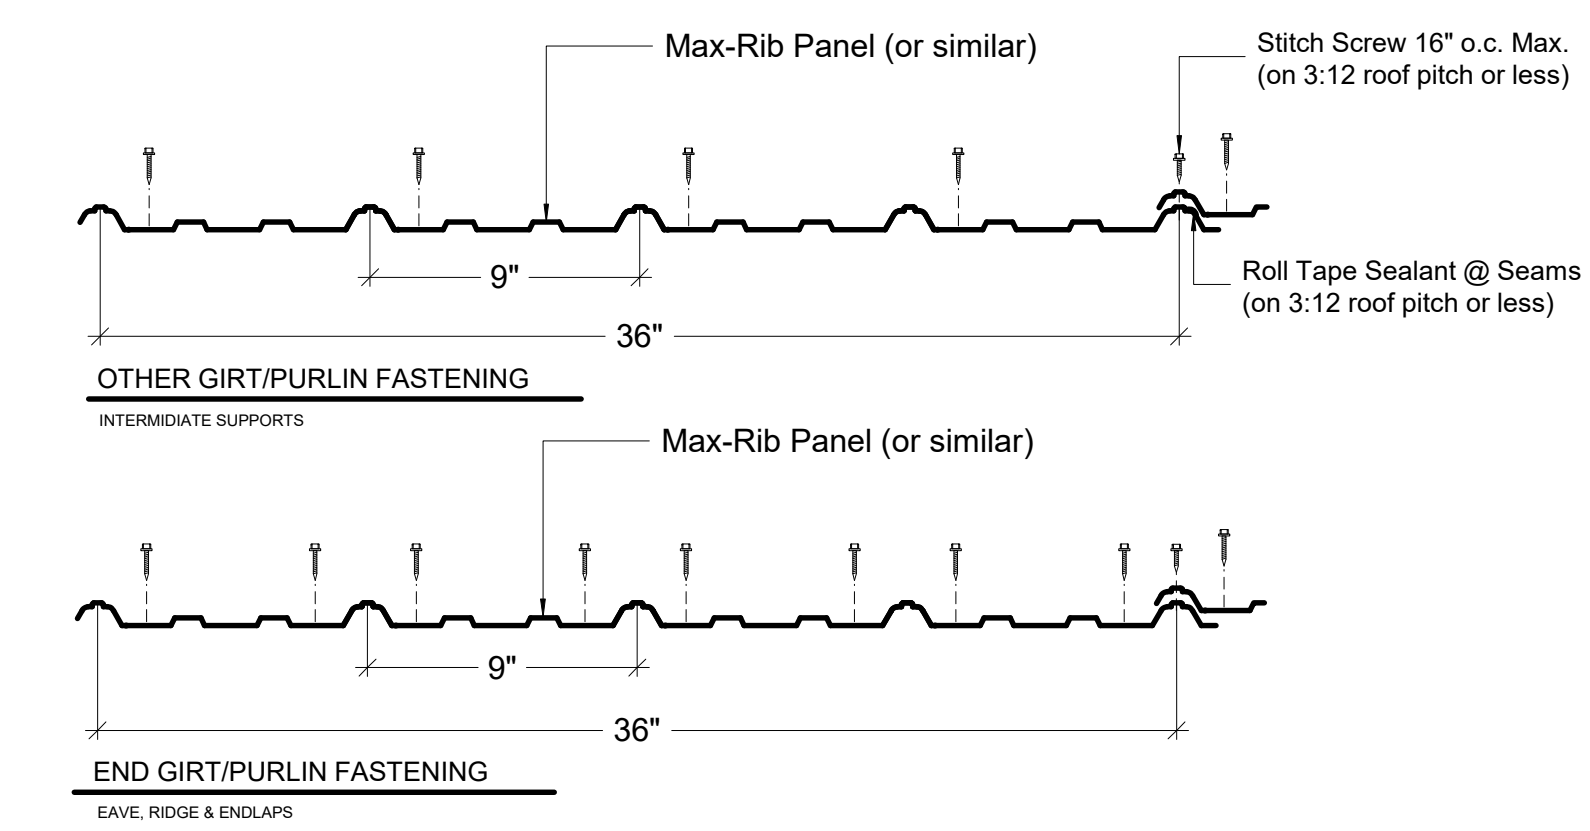 Max-Rib Panel (or similar)
Stitch Screw 16" o.c. Max.
(on 3:12 roof pitch or less)
9"
Roll Tape Sealant @ Seams
(on 3:12 roof pitch or less)
36"
OTHER GIRT/PURLIN FASTENING
INTERMIDIATE SUPPORTS
Max-Rib Panel (or similar)
9"
36"
END GIRT/PURLIN FASTENING
EAVE, RIDGE & ENDLAPS